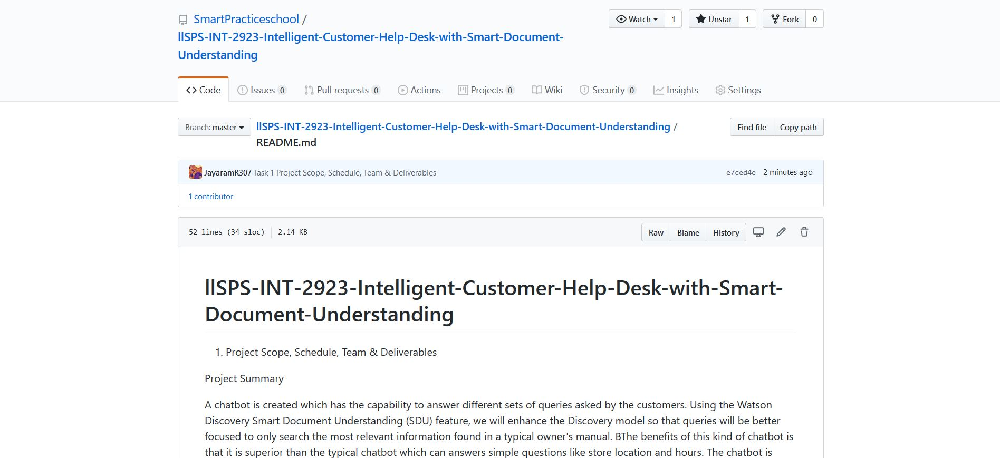 SmartPracticeschool /
llSPS-INT-2923-Intelligent-Customer-Help-Desk-with-Smart-Document-
Understanding
Watch 1 Unstar 1 Fork 0
Code Issues 0 Pull requests 0 Actions Projects 0 Wiki Security 0 Insights Settings
Branch: master llSPS-INT-2923-Intelligent-Customer-Help-Desk-with-Smart-Document-Understanding / Find file Copy path
README.md
JayaramR307 Task 1 Project Scope, Schedule, Team & Deliverables e7ced4e 2 minutes ago
1 contributor
52 lines (34 sloc) 2.14 KB Raw Blame History
llSPS-INT-2923-Intelligent-Customer-Help-Desk-with-Smart-
Document-Understanding
1. Project Scope, Schedule, Team & Deliverables
Project Summary
A chatbot is created which has the capability to answer different sets of queries asked by the customers. Using the Watson
Discovery Smart Document Understanding (SDU) feature, we will enhance the Discovery model so that queries will be better
focused to only search the most relevant information found in a typical owner's manual. BThe benefits of this kind of chatbot is
that it is superior than the typical chatbot which can answers simple questions like store location and hours. The chatbot is